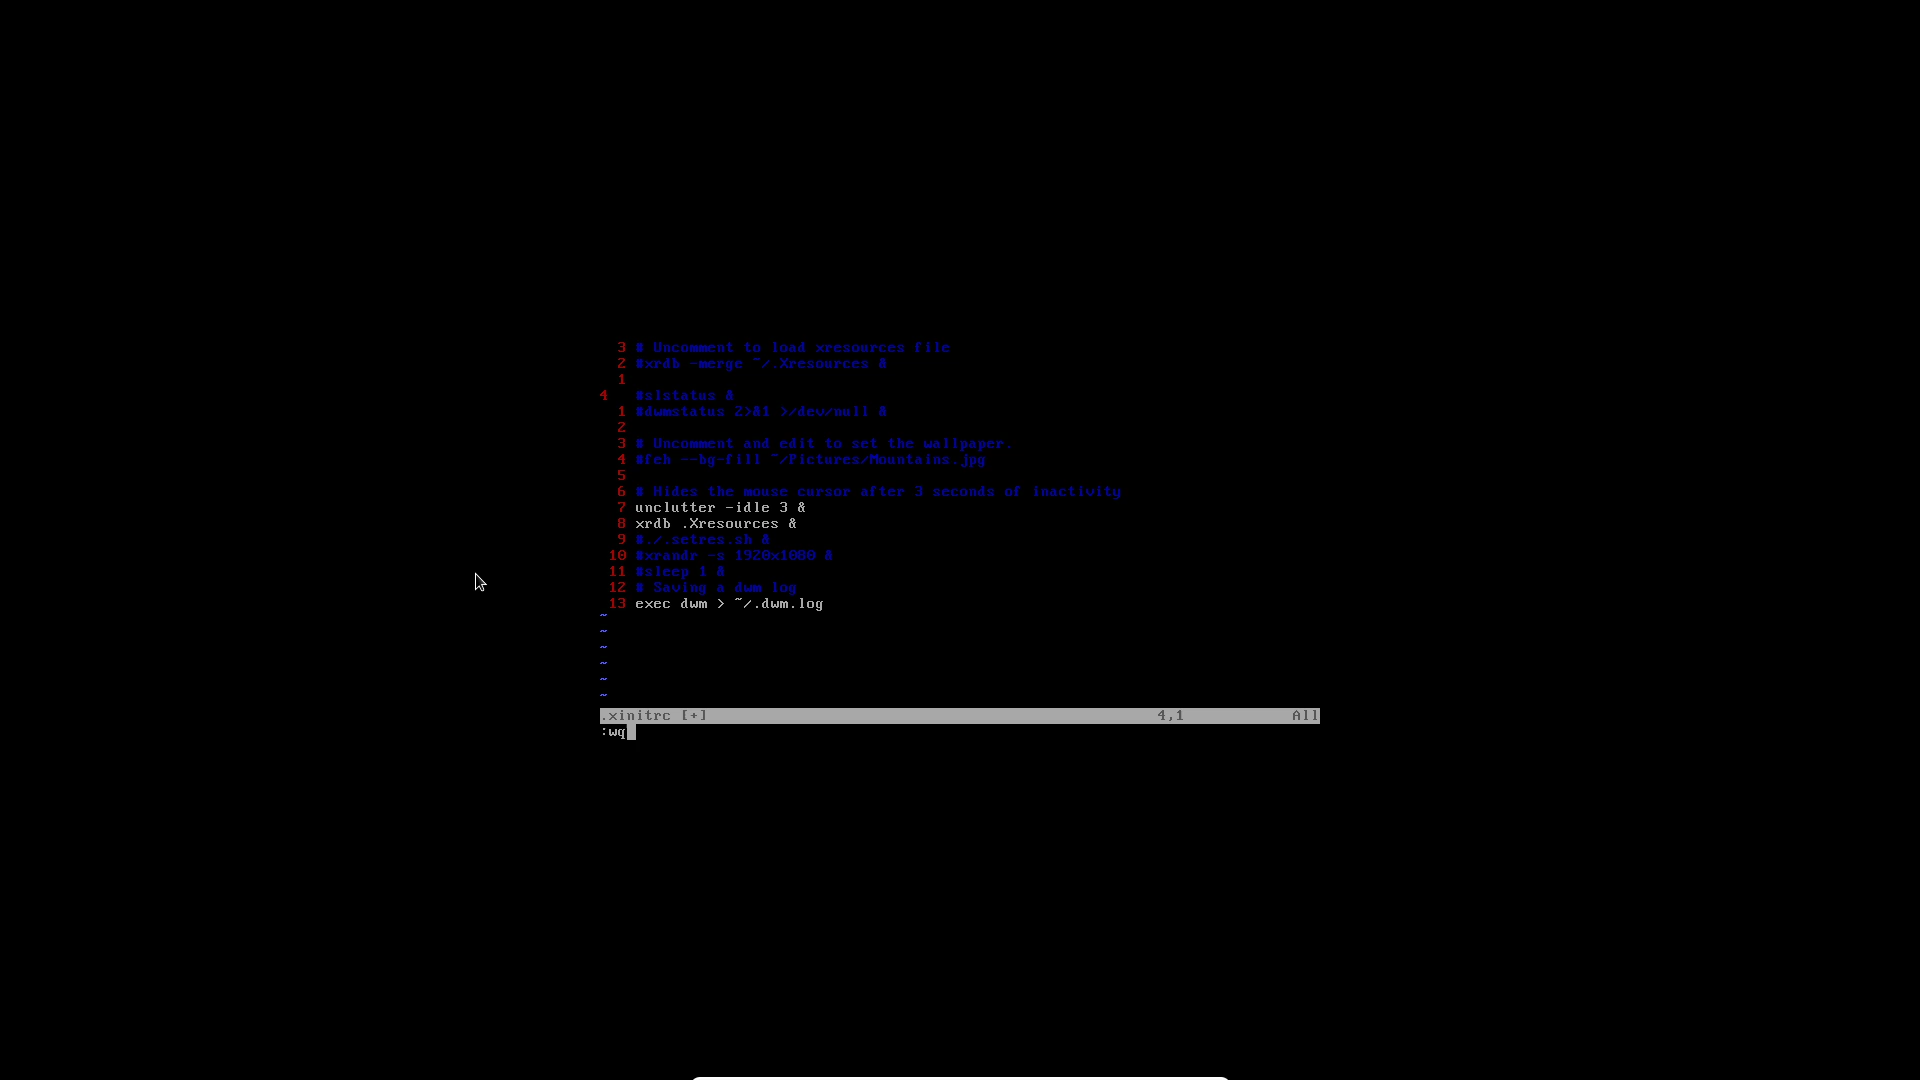 3 # Uncomment to load xresources file
2 #xrdb -merge ~/.Xresources &
1
4 #slstatus &
1 #dwmstatus 2>&1 >/dev/null &
2
3 # Uncomment and edit to set the wallpaper.
4 #feh --bg-fill ~/Pictures/Mountains.jpg
5
6 # Hides the mouse cursor after 3 seconds of inactivity
7 unclutter -idle 3 &
8 xrdb .Xresources &
9 #./.setres.sh &
10 #xrandr -s 1920x1080 &
11 #sleep 1 &
12 # Saving a dwm log
13 exec dwm > ~/.dwm.log
~
~
~
~
~
~
.xinitrc [+] 4,1 All
:wq